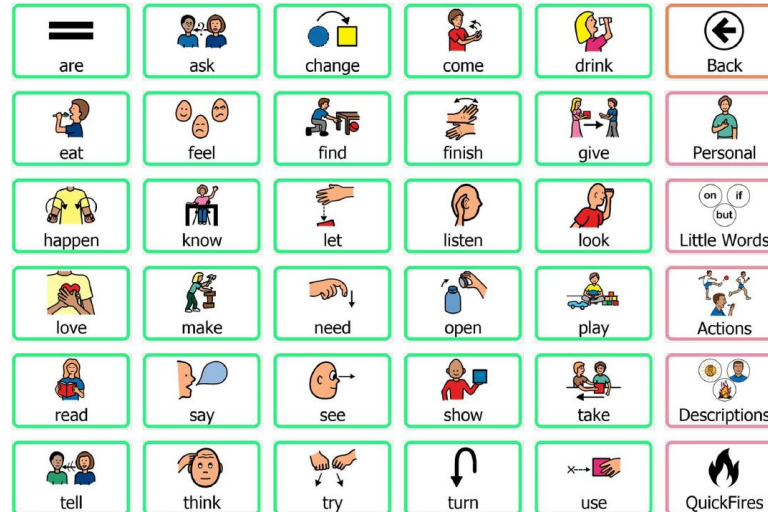 are
ask
change
come
drink
Back
eat
feel
find
finish
give
Personal
happen
know
let
listen
look
on
if
but
Little Words
love
make
need
open
play
Actions
read
say
see
show
take
Descriptions
tell
think
try
turn
use
QuickFires